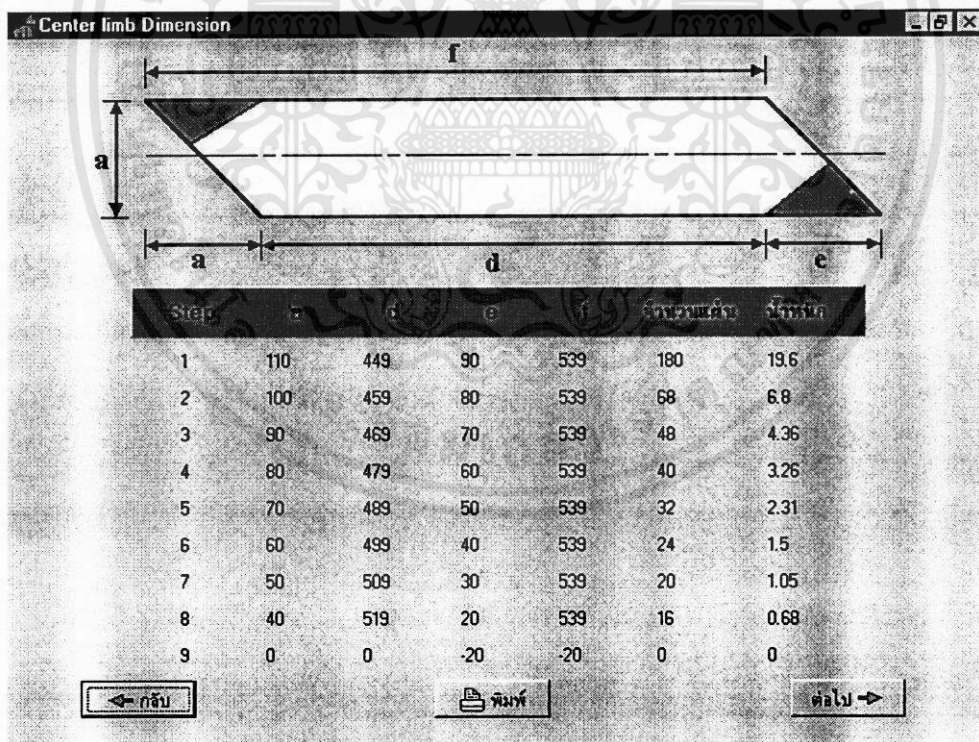 Center limb Dimension
f
a
a d e
Step a d e f จำนวนแผ่น น้ำหนัก
1 110 449 90 539 180 19.6
2 100 459 80 539 68 6.8
3 90 469 70 539 48 4.36
4 80 479 60 539 40 3.26
5 70 489 50 539 32 2.31
6 60 499 40 539 24 1.5
7 50 509 30 539 20 1.05
8 40 519 20 539 16 0.68
9 0 0 -20 -20 0 0
กลับ พิมพ์ ต่อไป